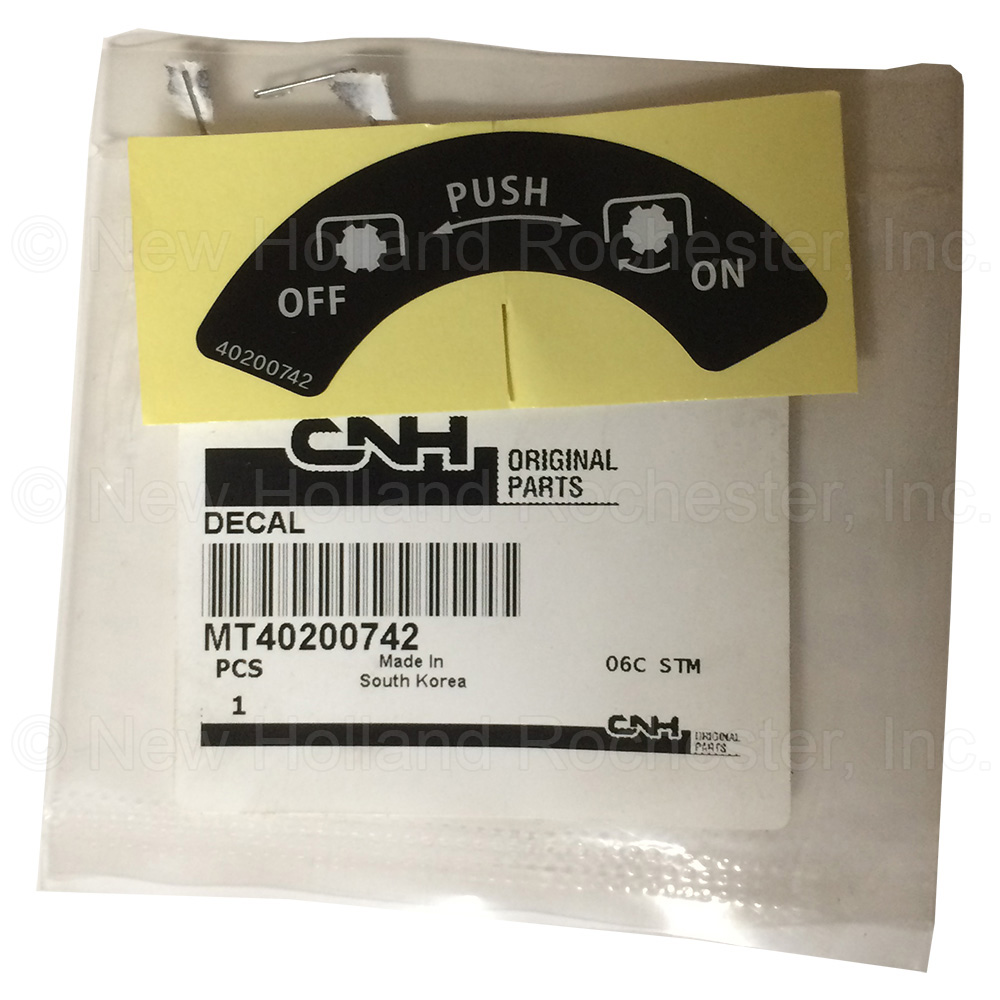 PUSH
OFF
ON
40200742
CNH
ORIGINAL
PARTS
DECAL
MT40200742
PCS
Made In
South Korea
06C STM
1
CNH
ORIGINAL
PARTS
© New Holland Rochester, Inc.
© New Holland Rochester, Inc.
© New Holland Rochester, Inc.